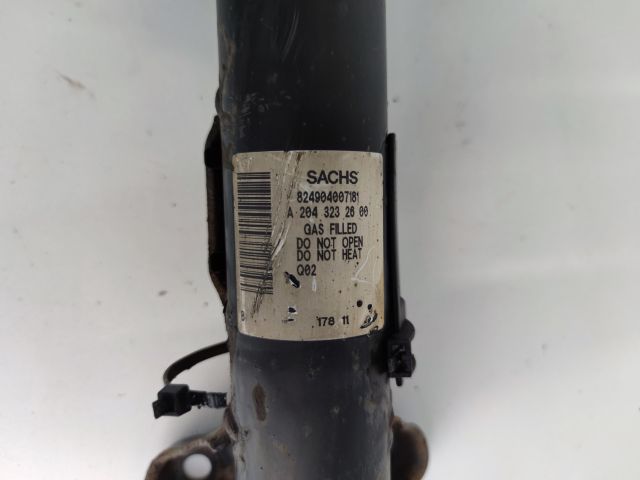 SACHS
824904007181
A 204 323 26 00
GAS FILLED
DO NOT OPEN
DO NOT HEAT
Q02
B
178 11